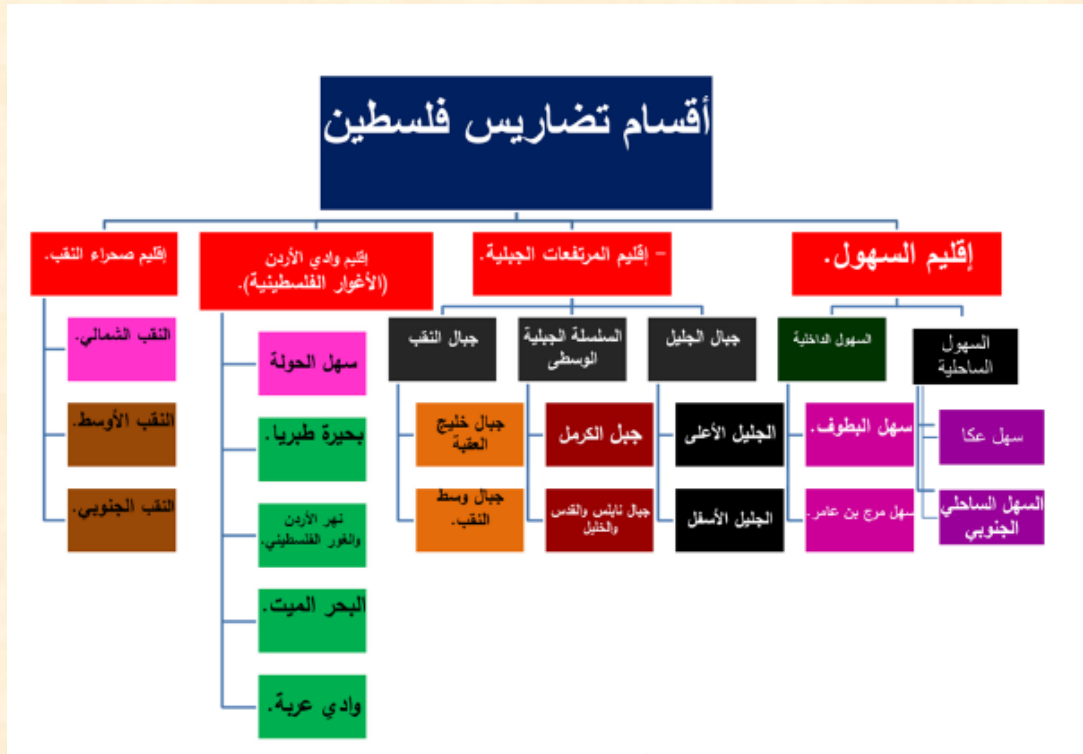 أقسام تضاريس فلسطين
إقليم السهول.
– إقليم المرتفعات الجبلية.
إقليم وادي الأردن
(الأغوار الفلسطينية).
إقليم صحراء النقب.
السهول
الساحلية
السهول الداخلية
جبال الجليل
السلسلة الجبلية
الوسطى
جبال النقب
سهل عكا
السهل الساحلي
الجنوبي
سهل البطوف.
سهل مرج بن عامر.
الجليل الأعلى
الجليل الأسفل
جبل الكرمل
جبال نابلس والقدس
والخليل
جبال خليج
العقبة
جبال وسط
النقب.
سهل الحولة
بحيرة طبريا.
نهر الأردن
والغور الفلسطيني.
البحر الميت.
وادي عربة.
النقب الشمالي.
النقب الأوسط.
النقب الجنوبي.